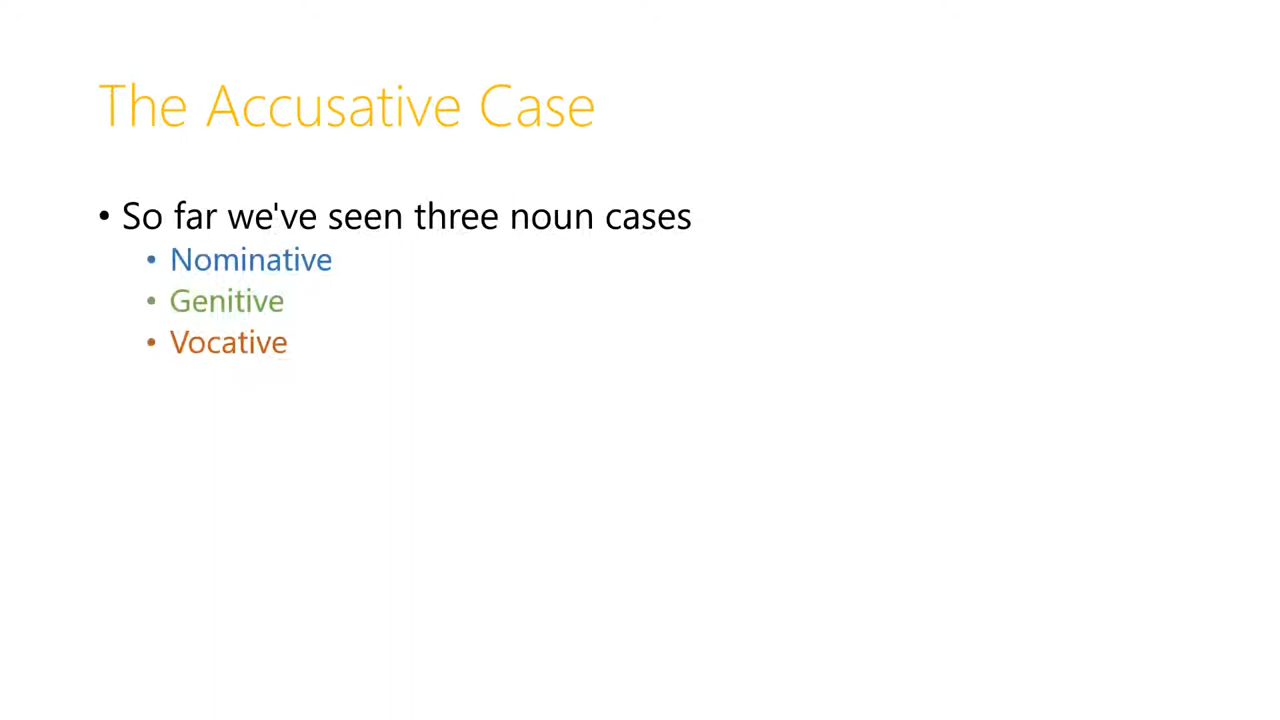 The Accusative Case
• So far we've seen three noun cases
• Nominative
• Genitive
• Vocative